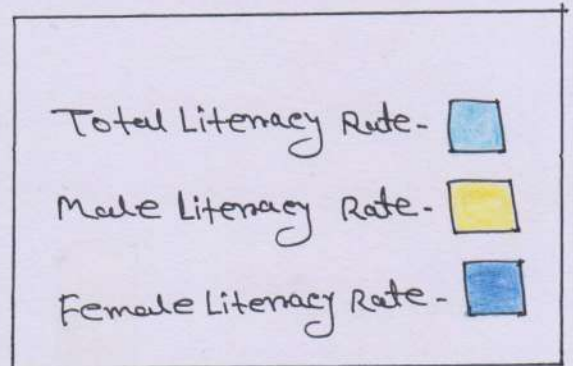 Total Literacy Rate-
Male Literacy Rate-
Female Literacy Rate-